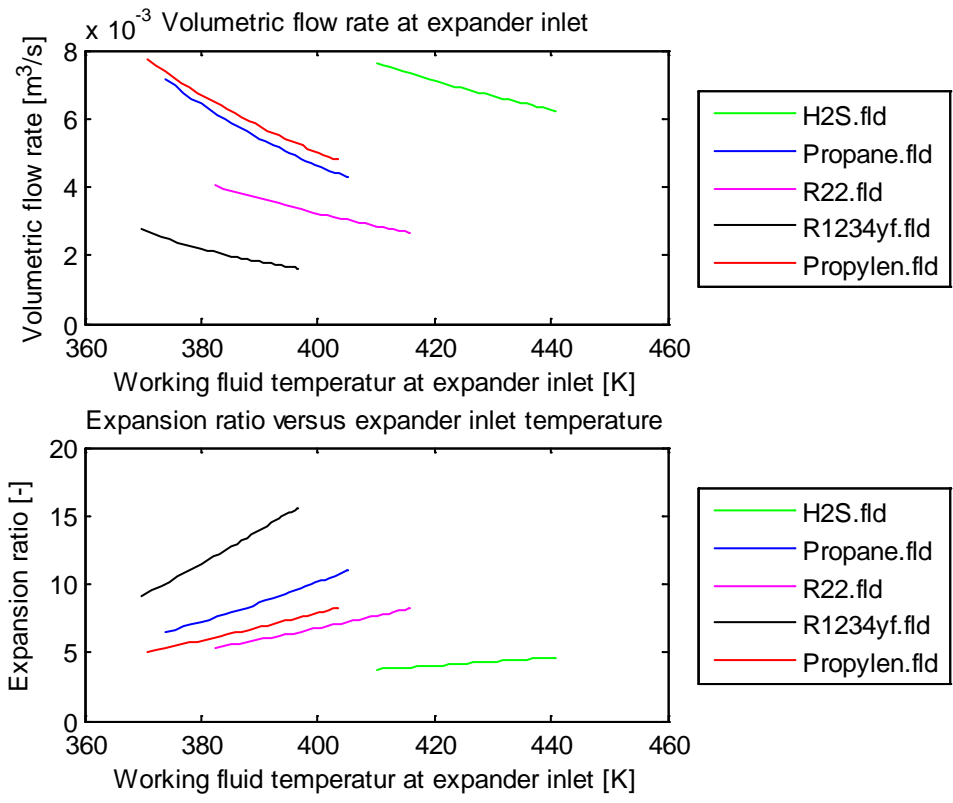 x 10-3 Volumetric flow rate at expander inlet
Volumetric flow rate [m3/s]
8
6
4
2
0
360 380 400 420 440 460
Working fluid temperatur at expander inlet [K]
H2S.fld
Propane.fld
R22.fld
R1234yf.fld
Propylen.fld
Expansion ratio versus expander inlet temperature
Expansion ratio [-]
20
15
10
5
0
360 380 400 420 440 460
Working fluid temperatur at expander inlet [K]
H2S.fld
Propane.fld
R22.fld
R1234yf.fld
Propylen.fld